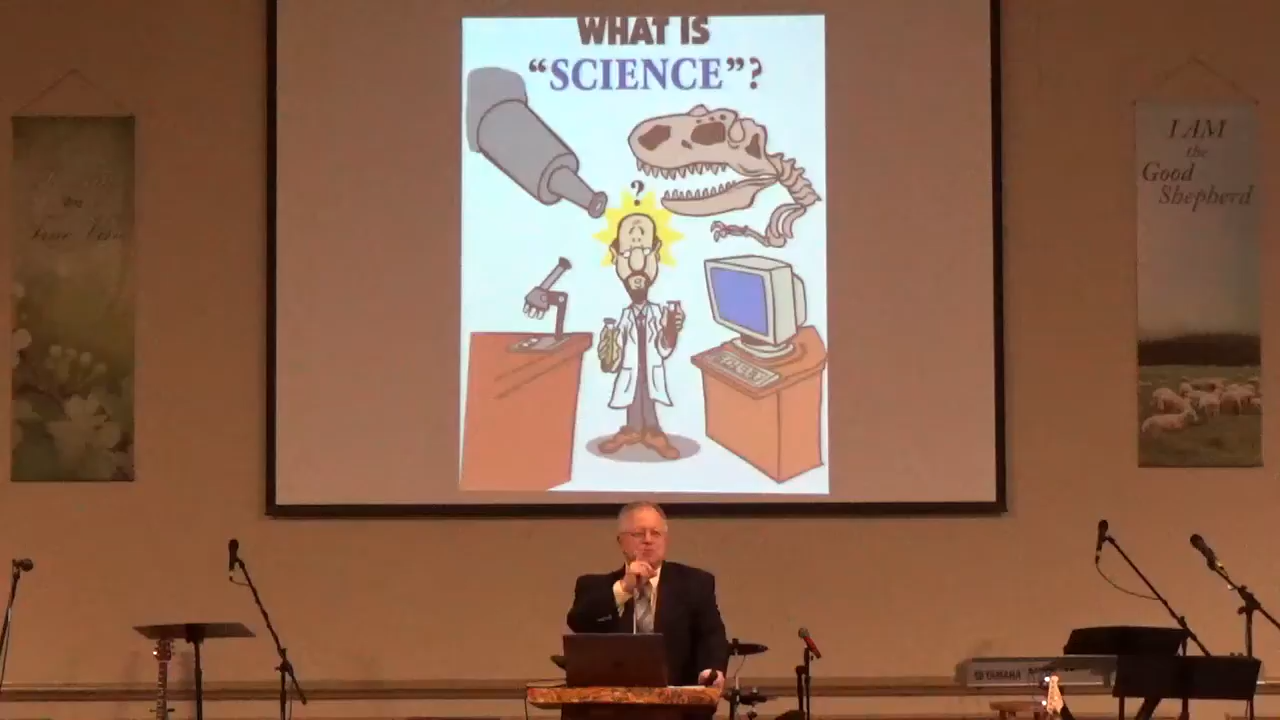 WHAT IS
“SCIENCE”?
?
I AM
the
Good
Shepherd
YAMAHA